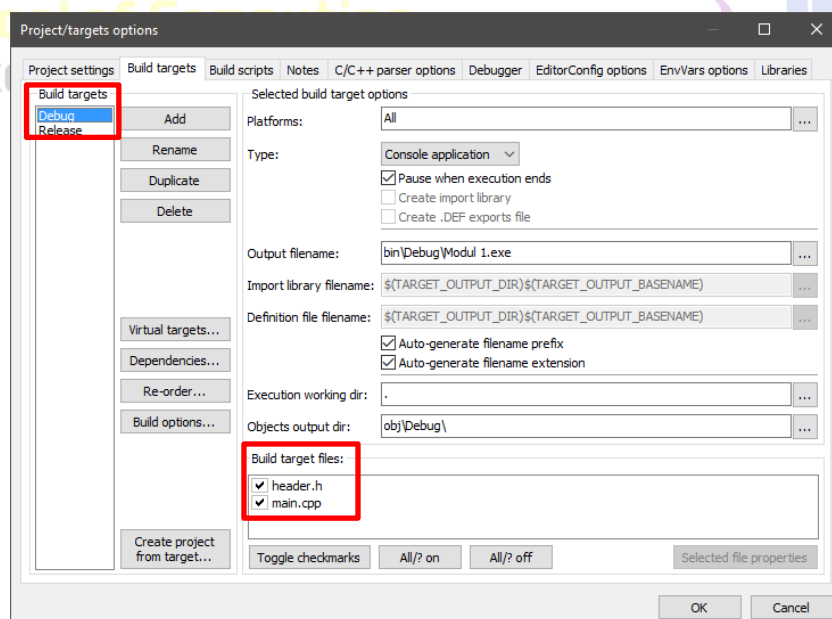 Project/targets options
Project settings Build targets Build scripts Notes C/C++ parser options Debugger EditorConfig options EnvVars options Libraries
Build targets
Debug
Release
Add
Rename
Duplicate
Delete
Virtual targets...
Dependencies...
Re-order...
Build options...
Create project
from target...
Selected build target options
Platforms: All ...
Type: Console application
Pause when execution ends
Create import library
Create .DEF exports file
Output filename: bin\Debug\Modul 1.exe ...
Import library filename: $(TARGET_OUTPUT_DIR)$(TARGET_OUTPUT_BASENAME) ...
Definition file filename: $(TARGET_OUTPUT_DIR)$(TARGET_OUTPUT_BASENAME) ...
Auto-generate filename prefix
Auto-generate filename extension
Execution working dir: . ...
Objects output dir: obj\Debug\ ...
Build target files:
header.h
main.cpp
Toggle checkmarks All/? on All/? off Selected file properties
OK Cancel